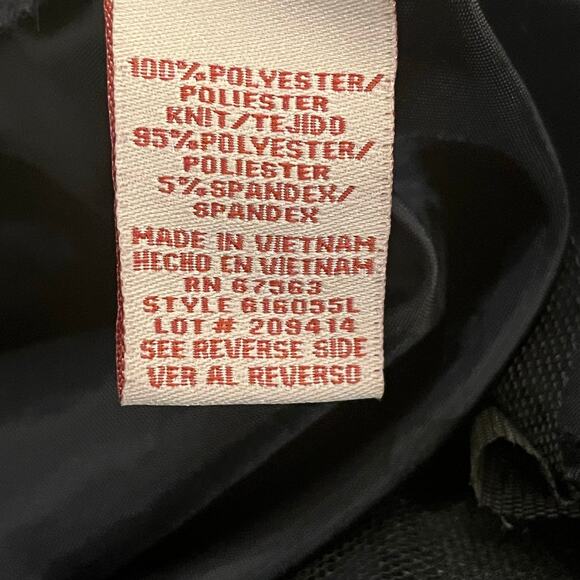 100%POLYESTER/
POLIESTER
KNIT/TEJIDO
95%POLYESTER/
POLIESTER
5%SPANDEX/
SPANDEX
MADE IN VIETNAM.
HECHO EN VIETNAM
RN 67563
STYLE 616055L
LOT # 209414
SEE REVERSE SIDE
VER AL REVERSO